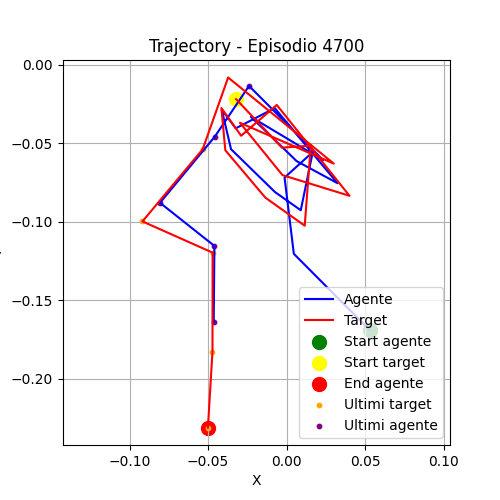 Trajectory - Episodio 4700
0.00
−0.05
−0.10
−0.15
−0.20
−0.10
−0.05
0.00
0.05
0.10
X
Agente
Target
Start agente
Start target
End agente
Ultimi target
Ultimi agente